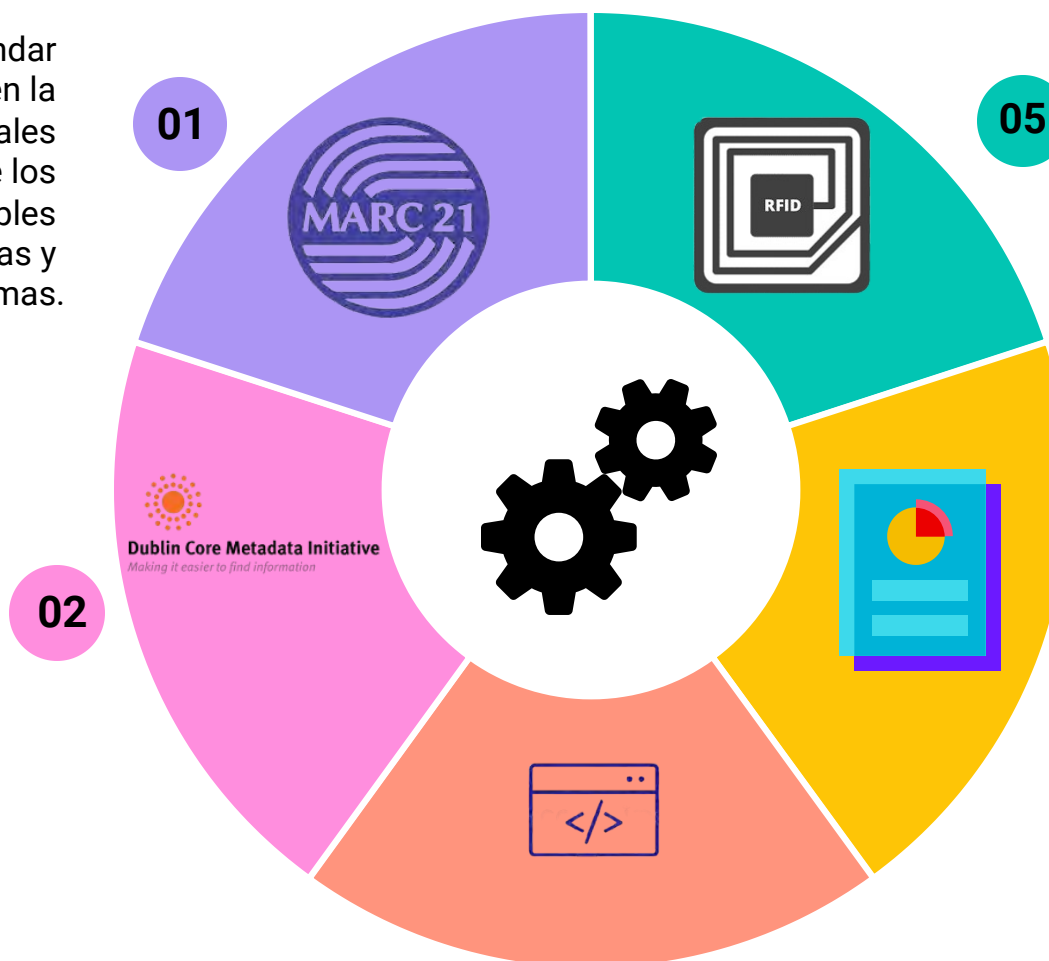 ndar
en la
ales
e los
bles
as y
mas.
01
MARC 21
RFID
05
Dublin Core Metadata Initiative
Making it easier to find information
02
</>